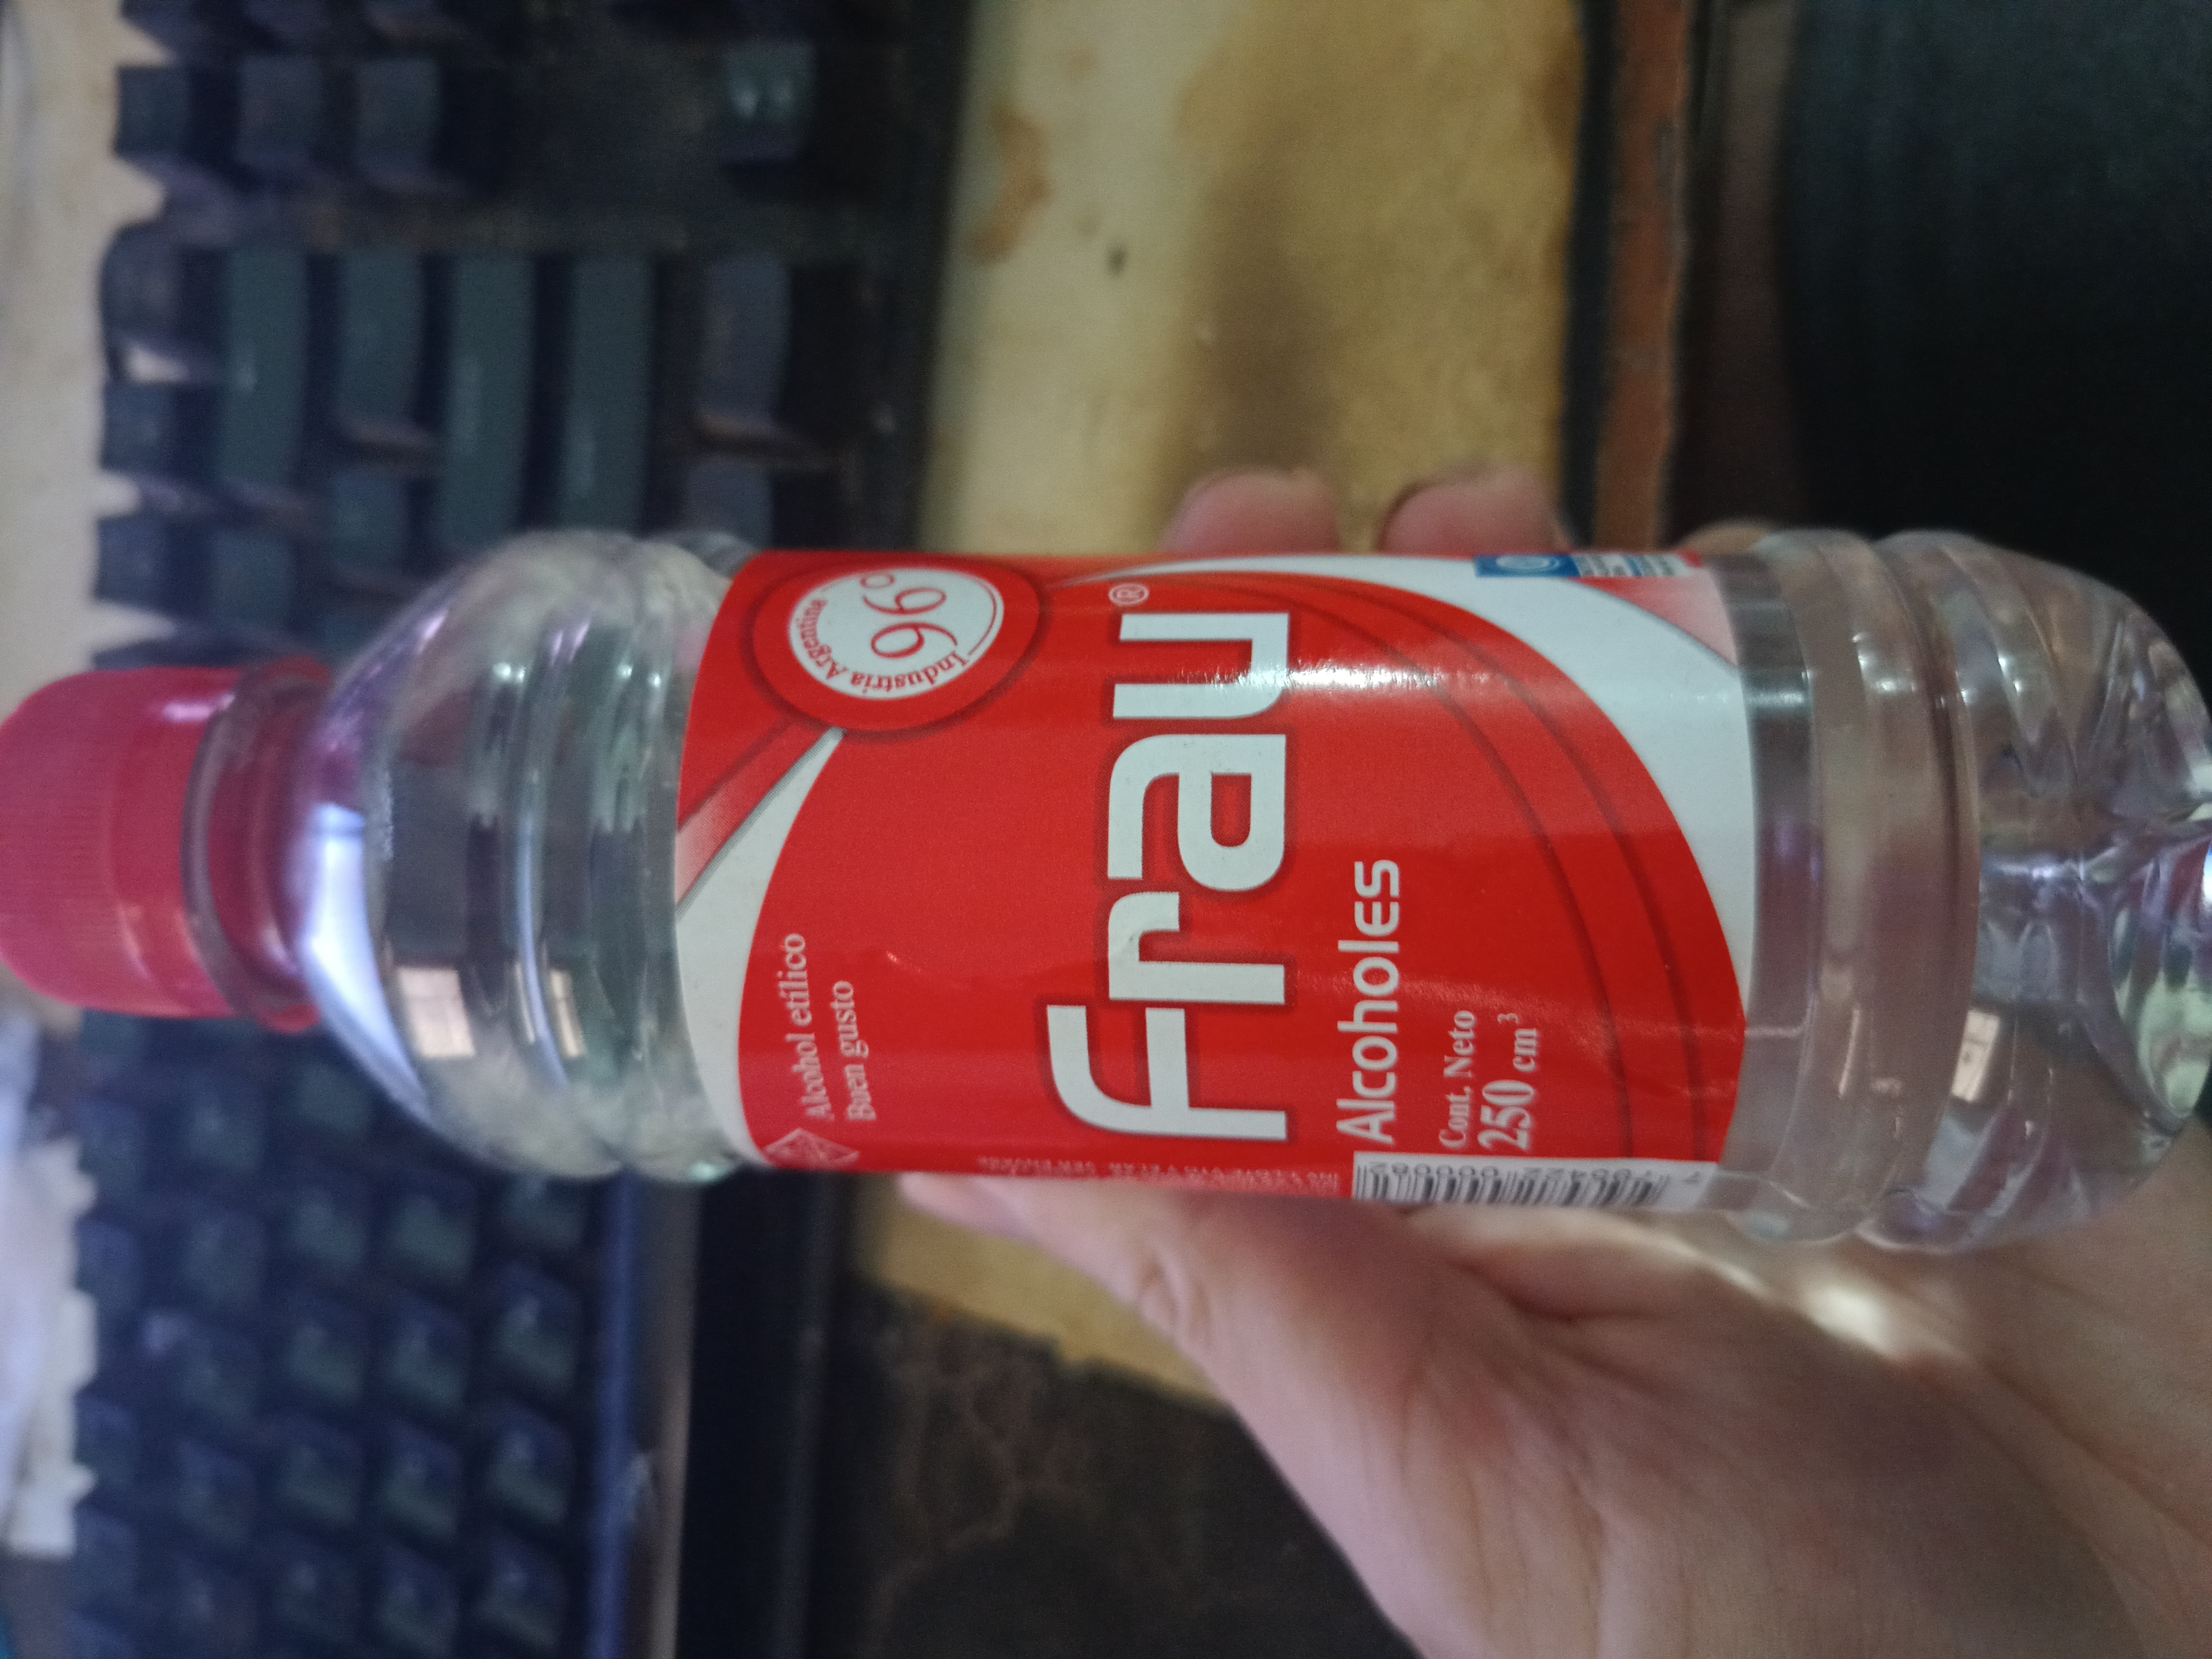 Alcohol etílico
Buen gusto
Industria Argentina
96°
Frau®
Alcoholes
Cont. Neto
250 cm³